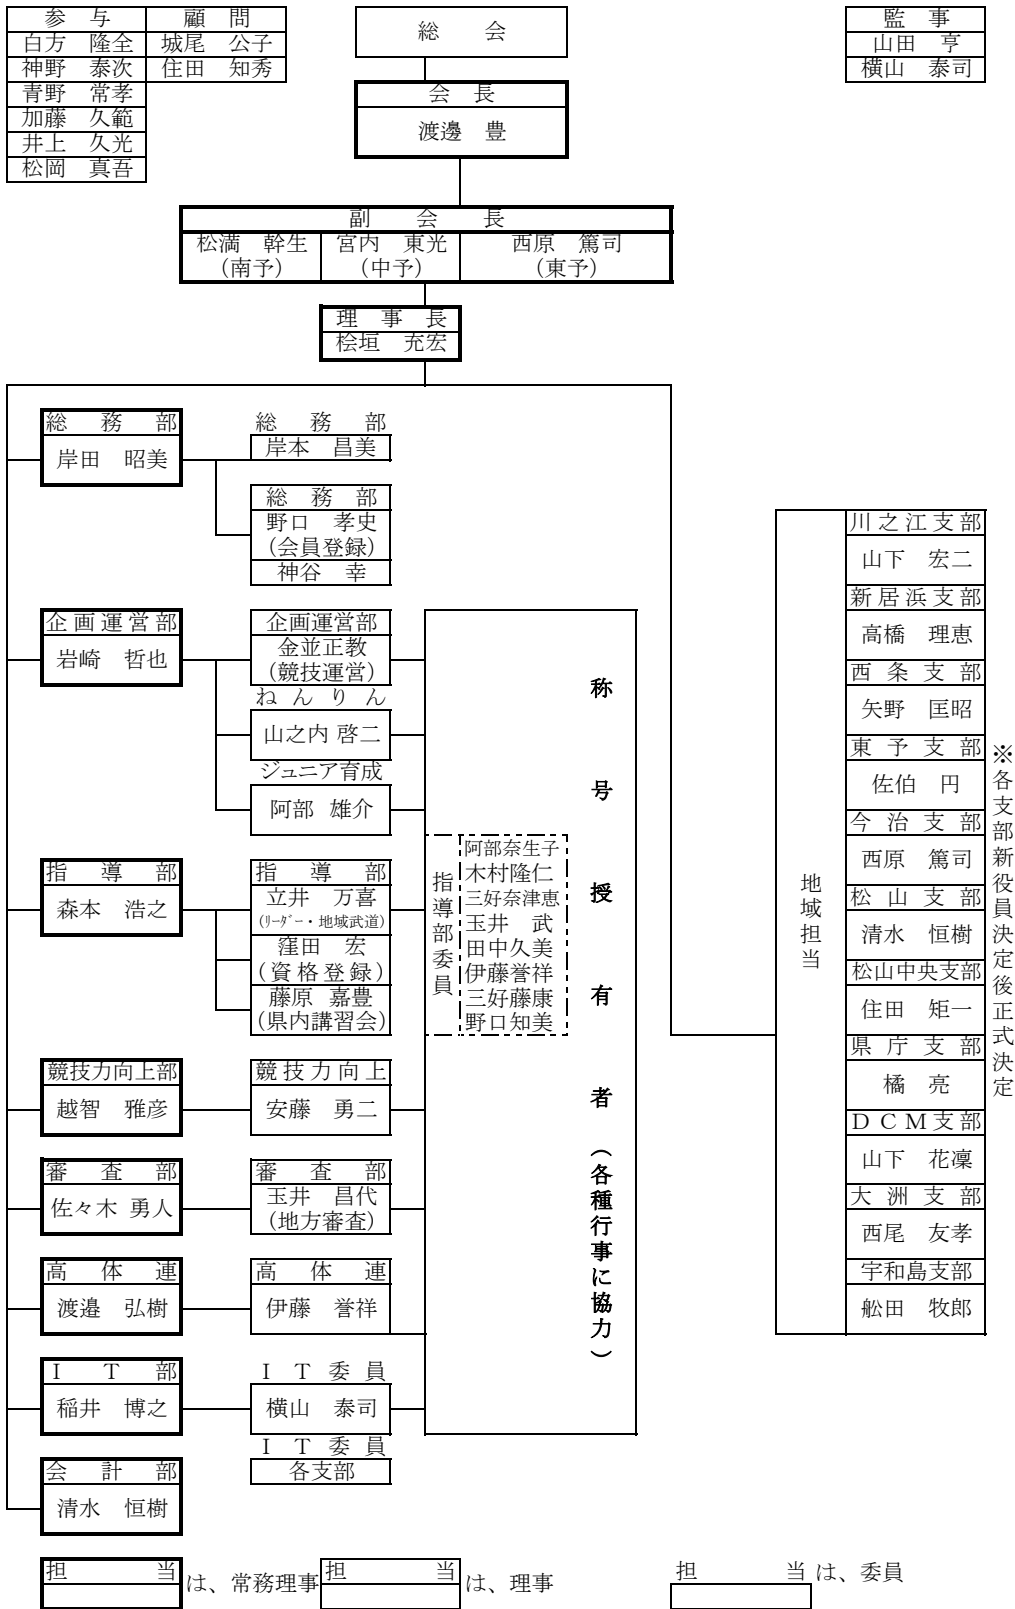 参　与　顧　問
白方　隆全　城尾　公子
神野　泰次　住田　知秀
青野　常孝
加藤　久範
井上　久光
松岡　真吾
総　会
監　事
山田　亨
横山　泰司
会　長
渡邊　豊
副　会　長
松満　幹生　宮内　東光　西原　篤司
（南予）　（中予）　（東予）
理　事　長
桧垣　充宏
総　務　部
岸田　昭美
総　務　部
岸本　昌美
総　務　部
野口　孝史
（会員登録）
神谷　幸
企画運営部
岩崎　哲也
企画運営部
金並正教
（競技運営）
ねんりん
山之内 啓二
ジュニア育成
阿部 雄介
指　導　部
森本　浩之
指　導　部
立井　万喜
（ﾘｰﾀﾞｰ・地域武道）
窪田　宏
（資格登録）
藤原　嘉豊
（県内講習会）
競技力向上部
越智　雅彦
競技力向上
安藤　勇二
審　査　部
佐々木 勇人
審　査　部
玉井　昌代
（地方審査）
高　体　連
渡邉　弘樹
高　体　連
伊藤　誉祥
Ｉ　Ｔ　部
稲井　博之
Ｉ　Ｔ　委　員
横山　泰司
Ｉ　Ｔ　委　員
各支部
会　計　部
清水　恒樹
指導部委員
阿部奈生子
木村隆仁
三好奈津恵
玉井　武
田中久美
伊藤誉祥
三好藤康
野口知美
称号授有者（各種行事に協力）
地域担当
川之江支部
山下　宏二
新居浜支部
高橋　理恵
西条支部
矢野　匡昭
東予支部
佐伯　円
今治支部
西原　篤司
松山支部
清水　恒樹
松山中央支部
住田　矩一
県庁支部
橘　亮
ＤＣＭ支部
山下　花凜
大洲支部
西尾　友孝
宇和島支部
舩田　牧郎
※各支部新役員決定後正式決定
担　当 は、常務理事 担　当 は、理事 担　当 は、委員